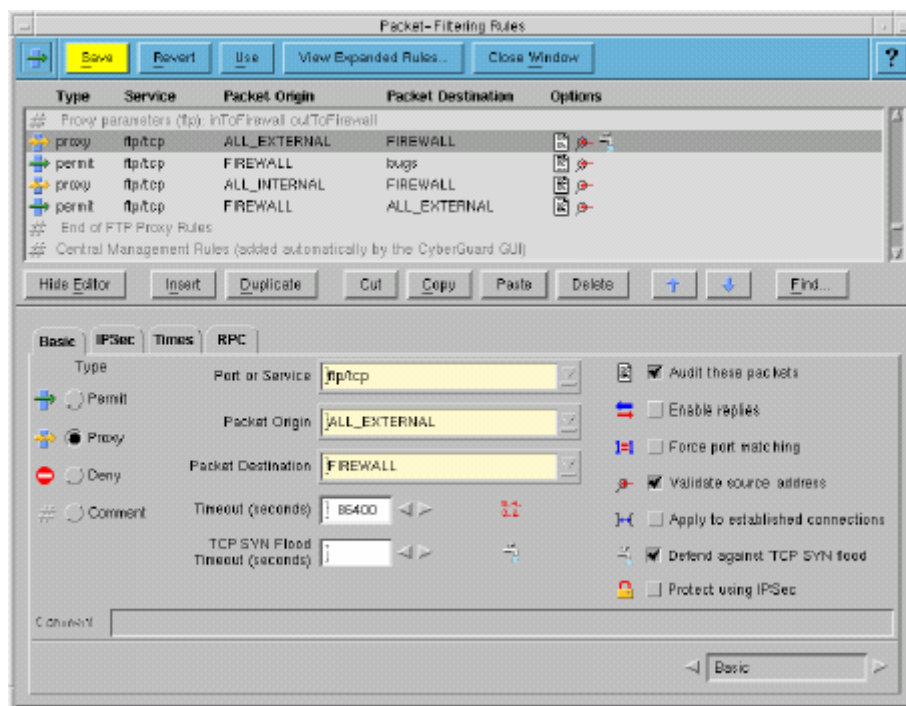 Packet-Filtering Rules
Save Revert Use View Expanded Rules... Close Window ?
Type Service Packet Origin Packet Destination Options
# Proxy parameters (ftp): inToFirewall outToFirewall
proxy ftp/tcp ALL_EXTERNAL FIREWALL
permit ftp/tcp FIREWALL bugs
proxy ftp/tcp ALL_INTERNAL FIREWALL
permit ftp/tcp FIREWALL ALL_EXTERNAL
# End of FTP Proxy Rules
# Central Management Rules (added automatically by the CyberGuard GUI)
Hide Editor Insert Duplicate Cut Copy Paste Delete Find...
Basic IPSec Times RPC
Type
Permit
Proxy
Deny
# Comment
Port or Service ftp/tcp
Packet Origin ALL_EXTERNAL
Packet Destination FIREWALL
Timeout (seconds) 86400
TCP SYN Flood
Timeout (seconds)
Audit these packets
Enable replies
Force port matching
Validate source address
Apply to established connections
Defend against TCP SYN flood
Protect using IPSec
Comment
Basic